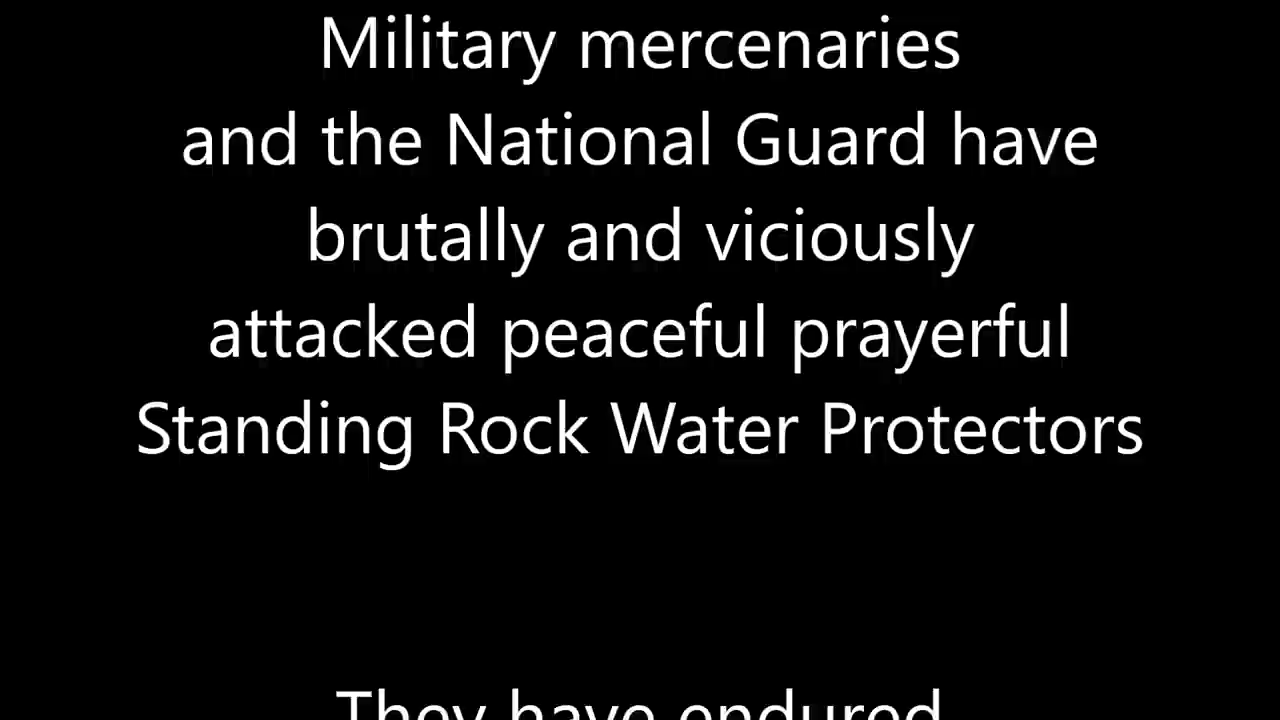 Military mercenaries
and the National Guard have
brutally and viciously
attacked peaceful prayerful
Standing Rock Water Protectors
They have endured